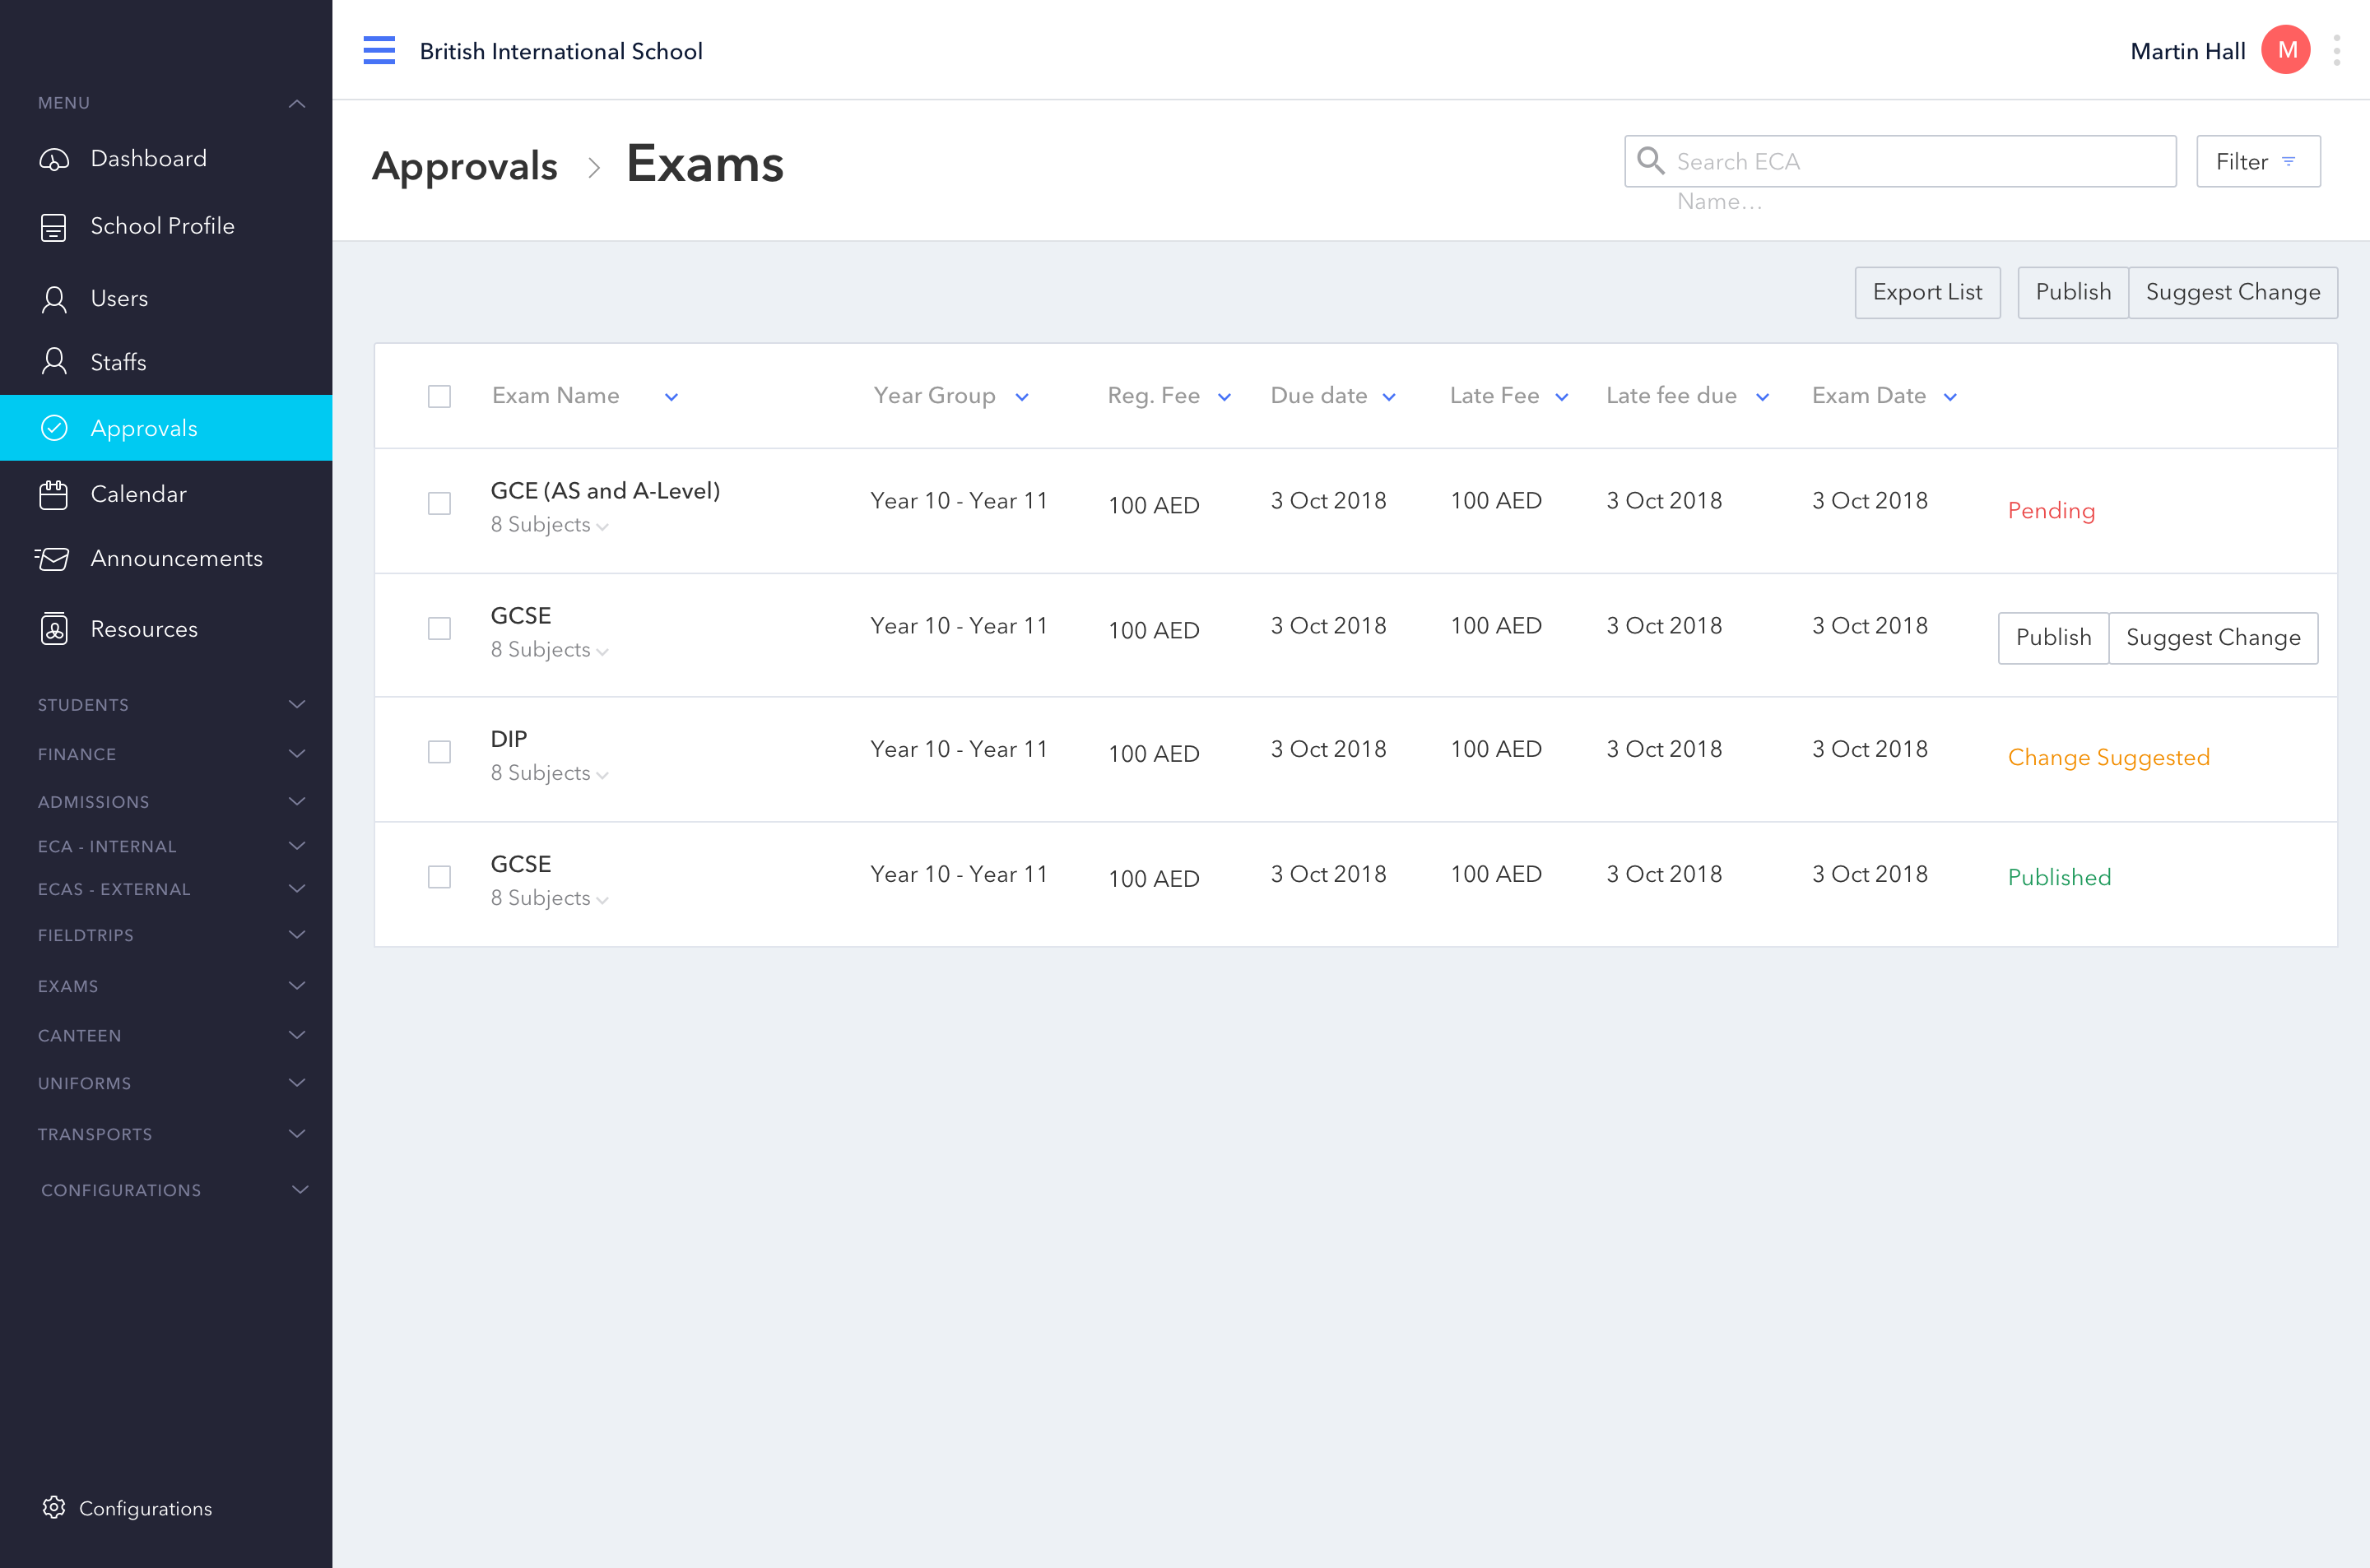 British International School
Martin Hall
M
MENU
Dashboard
School Profile
Users
Staffs
Approvals
Calendar
Announcements
Resources
STUDENTS
FINANCE
ADMISSIONS
ECA - INTERNAL
ECAS - EXTERNAL
FIELDTRIPS
EXAMS
CANTEEN
UNIFORMS
TRANSPORTS
CONFIGURATIONS
Configurations
Approvals
Exams
Search ECA
Name...
Filter
Export List
Publish
Suggest Change
Exam Name Year Group Reg. Fee Due date Late Fee Late fee due Exam Date
GCE (AS and A-Level)
8 Subjects
Year 10 - Year 11 100 AED 3 Oct 2018 100 AED 3 Oct 2018 3 Oct 2018 Pending
GCSE
8 Subjects
Year 10 - Year 11 100 AED 3 Oct 2018 100 AED 3 Oct 2018 3 Oct 2018 Publish Suggest Change
DIP
8 Subjects
Year 10 - Year 11 100 AED 3 Oct 2018 100 AED 3 Oct 2018 3 Oct 2018 Change Suggested
GCSE
8 Subjects
Year 10 - Year 11 100 AED 3 Oct 2018 100 AED 3 Oct 2018 3 Oct 2018 Published